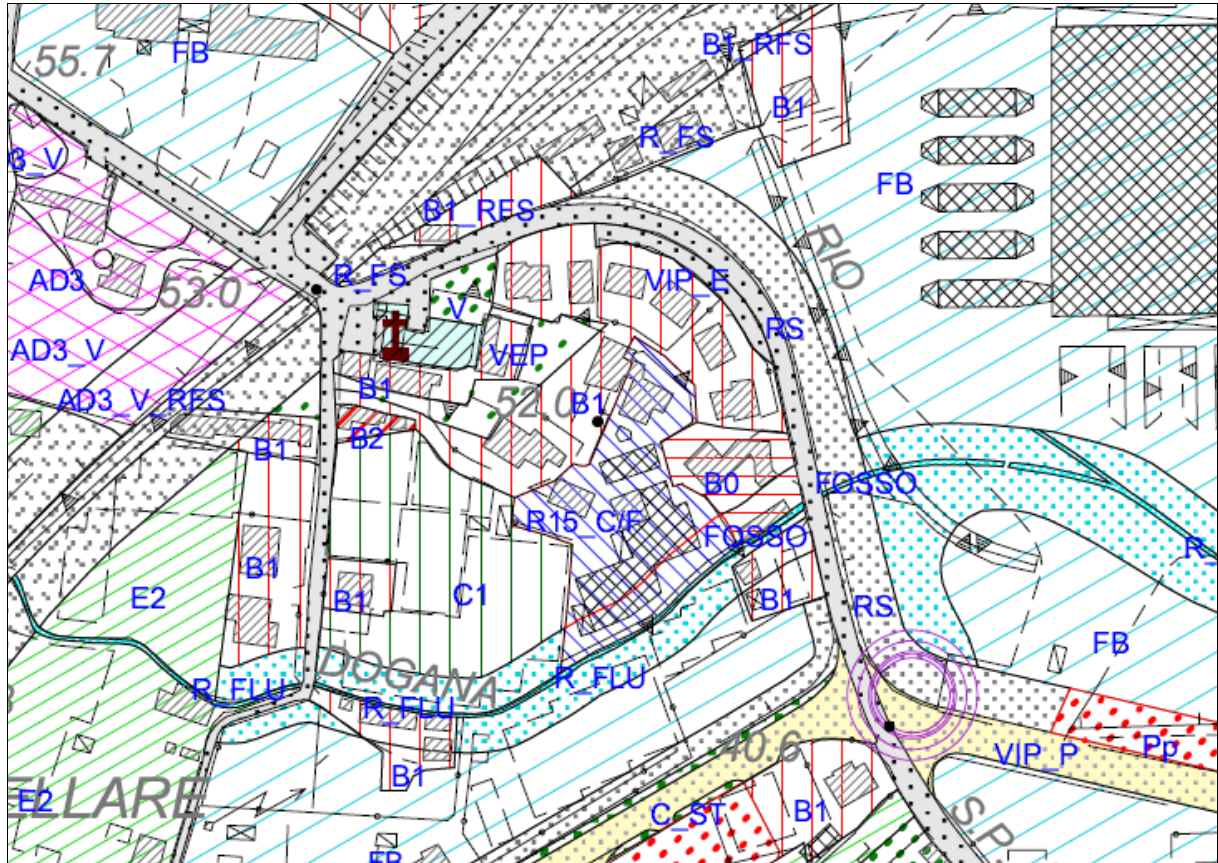 55.7
FB
B1_RFS
B1
R_FS
D3_V
FB
B1_RFS
RIO
R_FS
VIP_E
AD3
53.0
V
RS
AD3_V
VEP
B1
AD3_V_RFS
52.0
B1
B2
B1
B0
FOSSO
R15_C/F
FOSSO
R_
B1
E2
B1
C1
B1
RS
FB
DOGANA
R_FLU
R_FLU
R_FLU
40.6
VIP_P
Pp
B1
ELLARE
E2
C_ST
B1
S.P.
FB